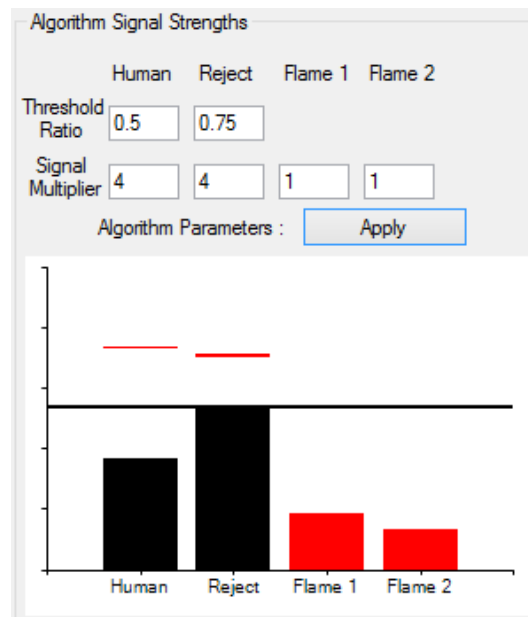 Algorithm Signal Strengths
Human Reject Flame 1 Flame 2
Threshold
Ratio 0.5 0.75
Signal
Multiplier 4 4 1 1
Algorithm Parameters : Apply
Human Reject Flame 1 Flame 2